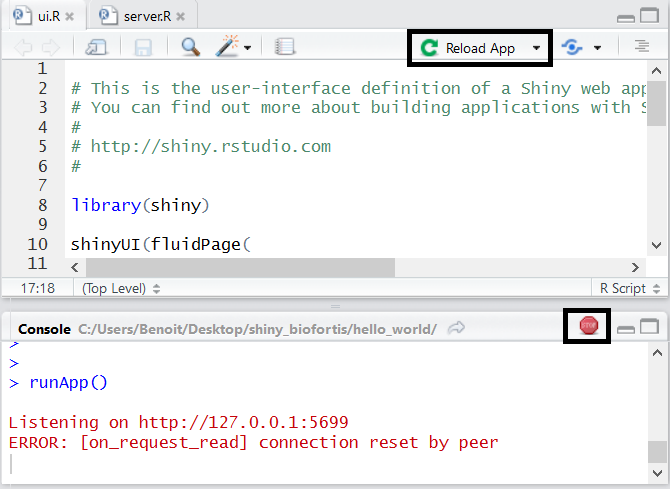 ui.R server.R
Reload App
1
2 # This is the user-interface definition of a Shiny web app
3 # You can find out more about building applications with S
4 #
5 # http://shiny.rstudio.com
6 #
7
8 library(shiny)
9
10 shinyUI(fluidPage(
11
17:18 (Top Level) R Script
Console C:/Users/Benoit/Desktop/shiny_biofortis/hello_world/ STOP
>
>
> runApp()
Listening on http://127.0.0.1:5699
ERROR: [on_request_read] connection reset by peer